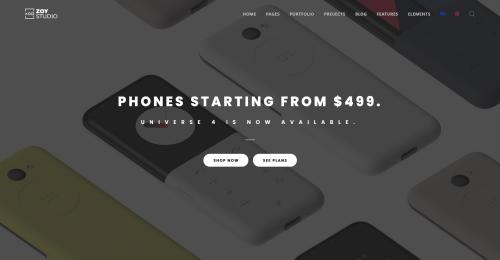 ZOY
STUDIO
HOME PAGES PORTFOLIO PROJECTS BLOG FEATURES ELEMENTS
PHONES STARTING FROM $499.
UNIVERSE 4 IS NOW AVAILABLE.
SHOP NOW SEE PLANS